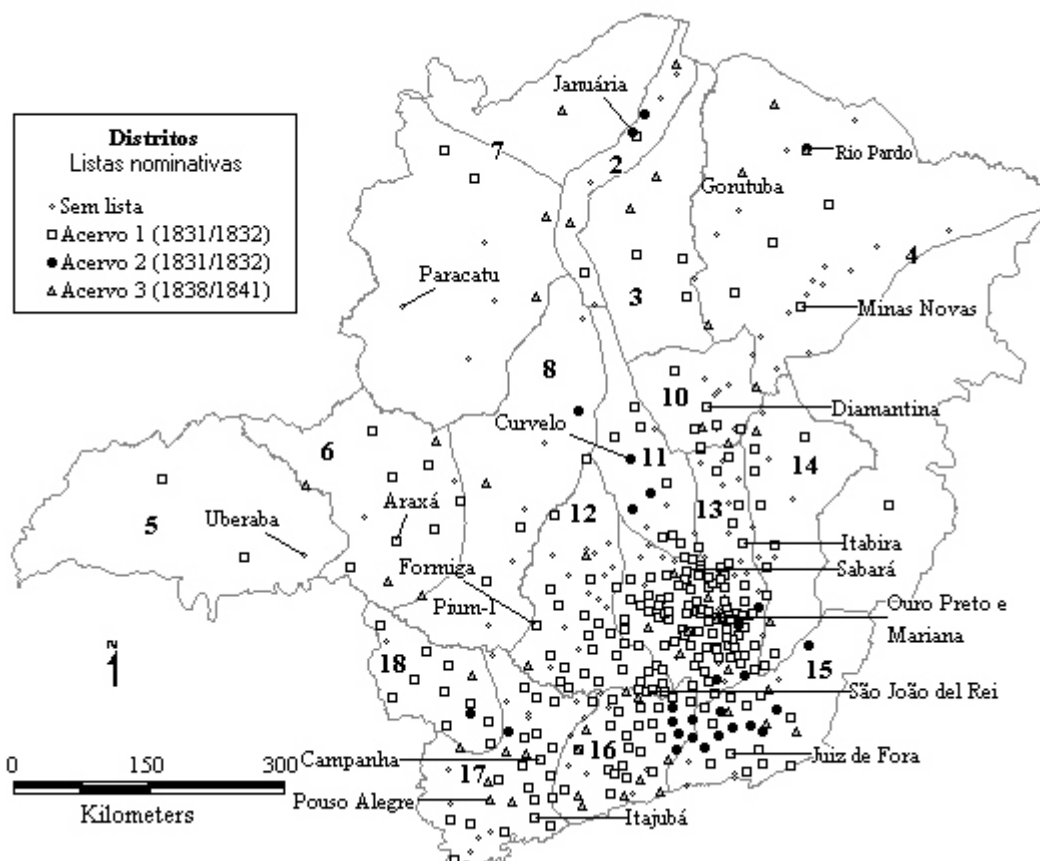 Distritos
Listas nominativas
Sem lista
Acervo 1 (1831/1832)
Acervo 2 (1831/1832)
Acervo 3 (1838/1841)
Januária
7
2
Rio Pardo
Gorutuba
4
Paracatu
3
Minas Novas
8
10
Diamantina
Curvelo
6
11
14
5
Araxá
12
13
Uberaba
Itabira
Formiga
Sabará
Pium-I
Ouro Preto e
Mariana
N
18
15
São João del Rei
16
Campanha
Juiz de Fora
0 150 300
17
Pouso Alegre
Itajubá
Kilometers